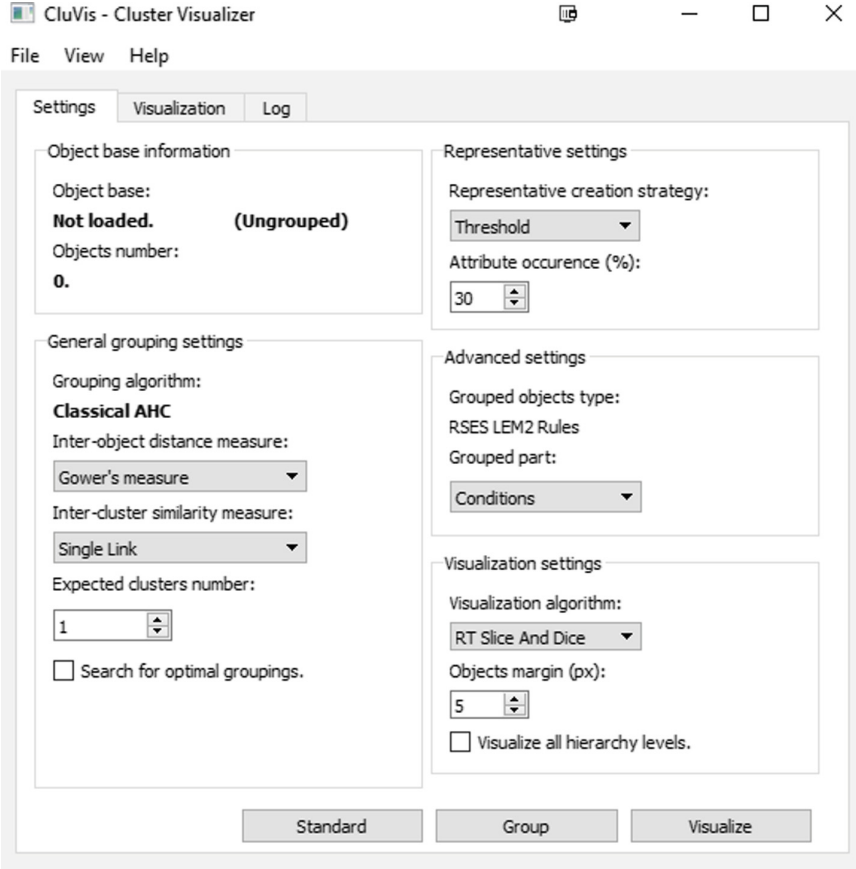 CluVis - Cluster Visualizer
File View Help
Settings Visualization Log
Object base information
Object base:
Not loaded. (Ungrouped)
Objects number:
0.
General grouping settings
Grouping algorithm:
Classical AHC
Inter-object distance measure:
Gower's measure
Inter-cluster similarity measure:
Single Link
Expected clusters number:
1
Search for optimal groupings.
Representative settings
Representative creation strategy:
Threshold
Attribute occurence (%):
30
Advanced settings
Grouped objects type:
RSES LEM2 Rules
Grouped part:
Conditions
Visualization settings
Visualization algorithm:
RT Slice And Dice
Objects margin (px):
5
Visualize all hierarchy levels.
Standard Group Visualize